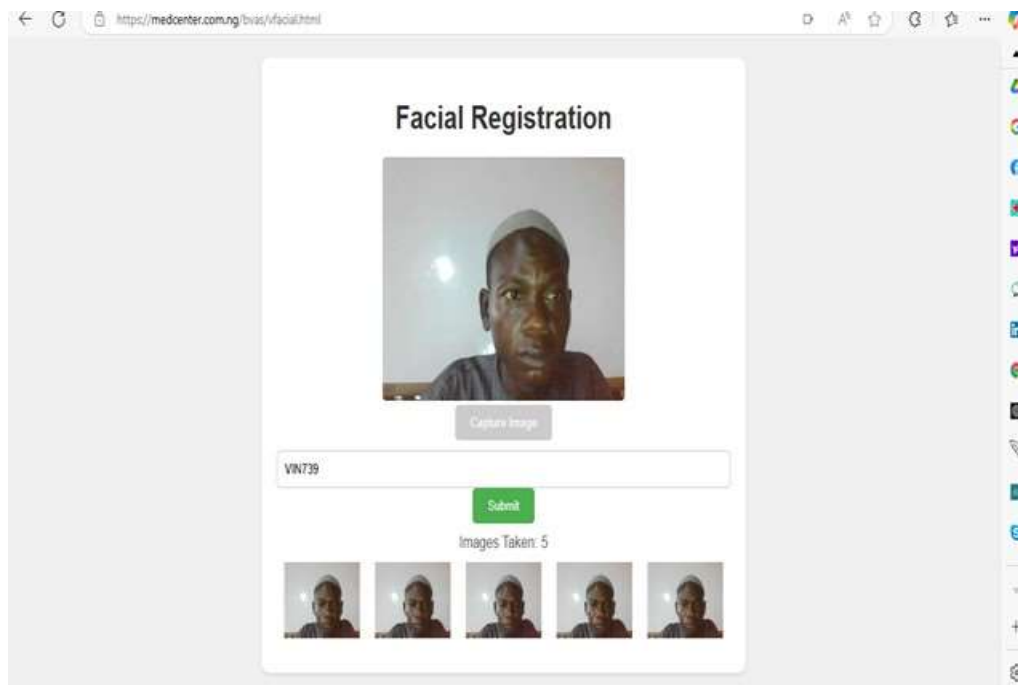 https://medcenter.com.ng/bvas/vfacial.html
Facial Registration
Capture Image
VIN739
Submit
Images Taken: 5